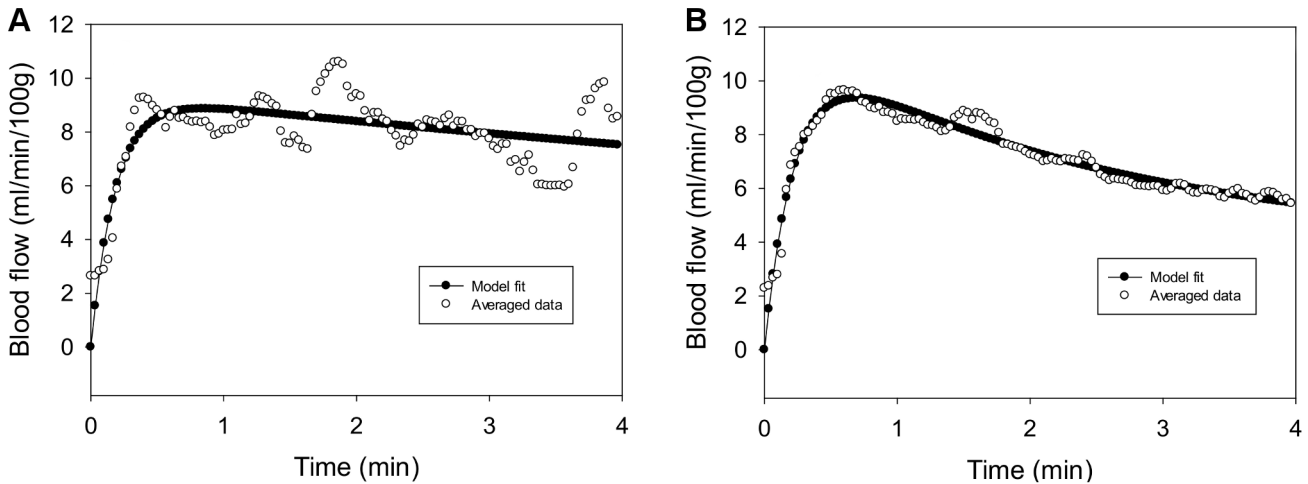 A
12
10
8
6
4
2
0
Blood flow (ml/min/100g)
Model fit
Averaged data
0 1 2 3 4
Time (min)
B
12
10
8
6
4
2
0
Blood flow (ml/min/100g)
Model fit
Averaged data
0 1 2 3 4
Time (min)